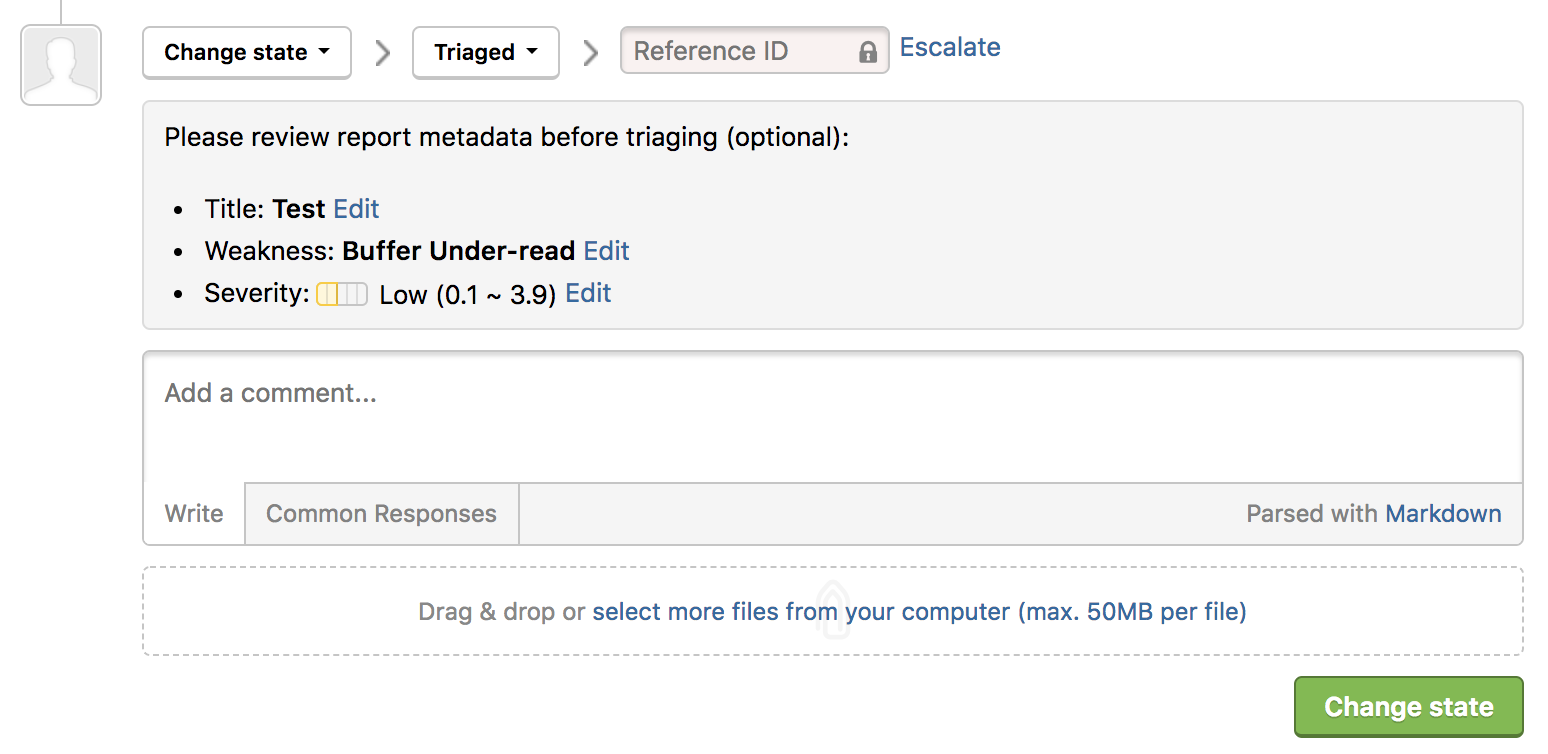 Change state
Triaged
Reference ID
Escalate
Please review report metadata before triaging (optional):
Title: Test Edit
Weakness: Buffer Under-read Edit
Severity: Low (0.1 ~ 3.9) Edit
Add a comment...
Write
Common Responses
Parsed with Markdown
Drag & drop or select more files from your computer (max. 50MB per file)
Change state